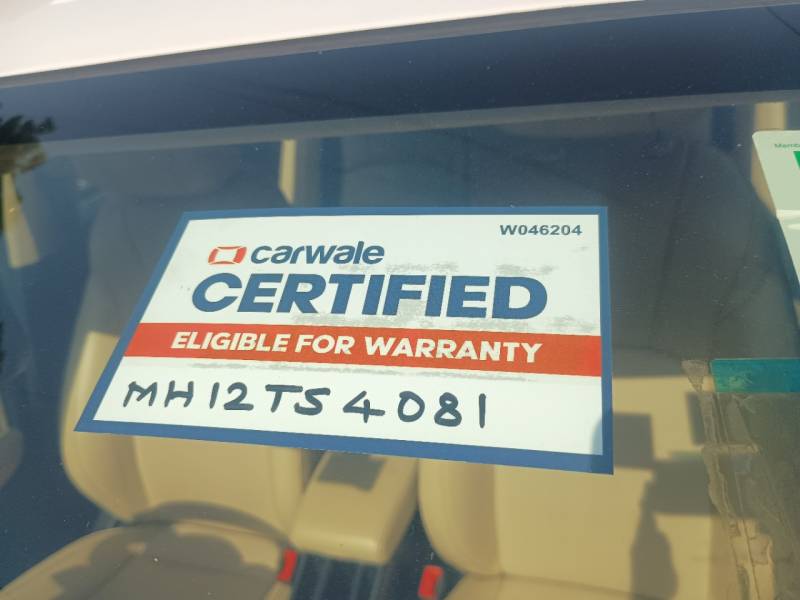 W046204
carwale
CERTIFIED
ELIGIBLE FOR WARRANTY
MH12TS4081